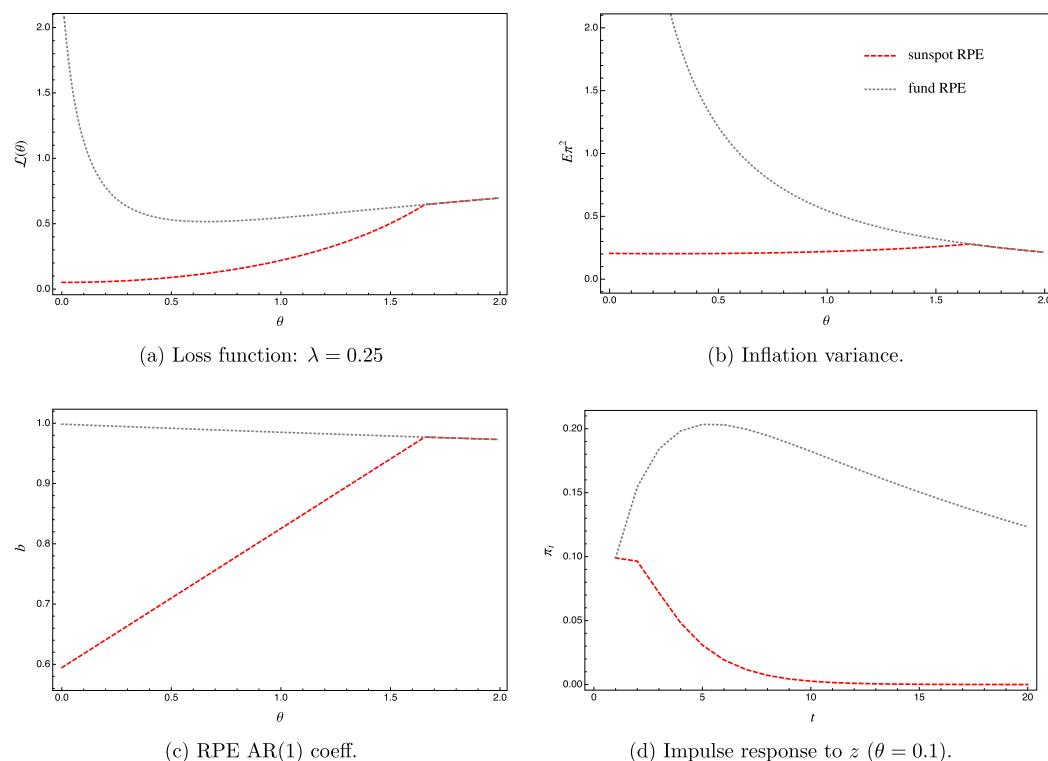 2.0
1.5
1.0
0.5
0.0
ℒ(θ)
0.0 0.5 1.0 1.5 2.0
θ
(a) Loss function: λ = 0.25
2.0
1.5
1.0
0.5
0.0
Eπ²
sunspot RPE
fund RPE
0.0 0.5 1.0 1.5 2.0
θ
(b) Inflation variance.
1.0
0.9
0.8
0.7
0.6
b
0.0 0.5 1.0 1.5 2.0
θ
(c) RPE AR(1) coeff.
0.20
0.15
0.10
0.05
0.00
π_t
0 5 10 15 20
t
(d) Impulse response to z (θ = 0.1).